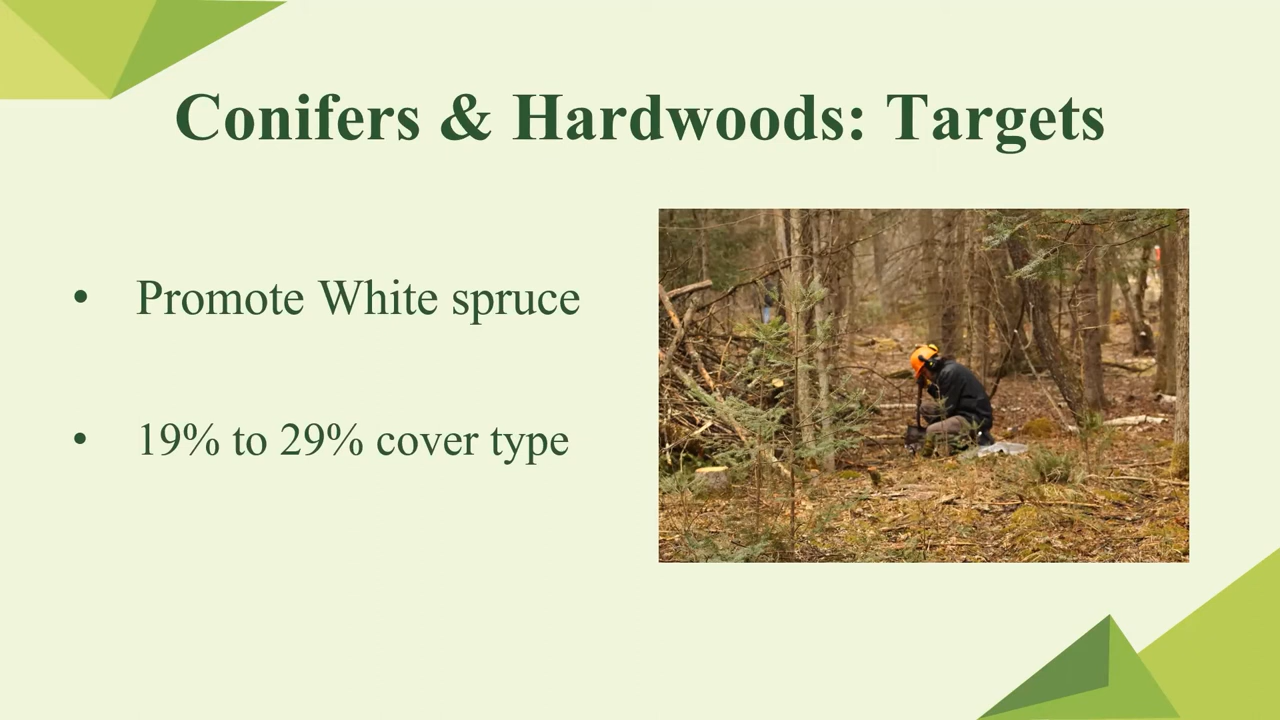 Conifers & Hardwoods: Targets
• Promote White spruce
• 19% to 29% cover type